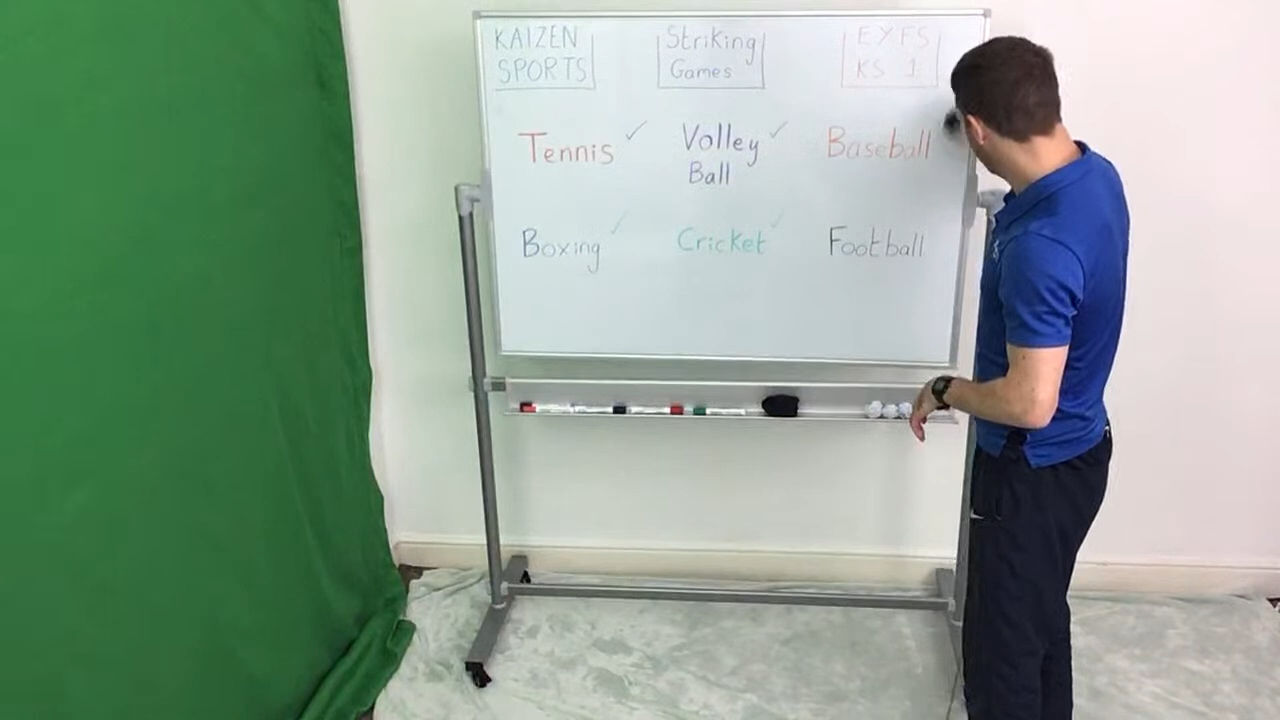 KAIZEN
SPORTS
Striking
Games
EYFS
KS 1
Tennis ✓
Volley ✓
Ball
Baseball
Boxing ✓
Cricket ✓
Football